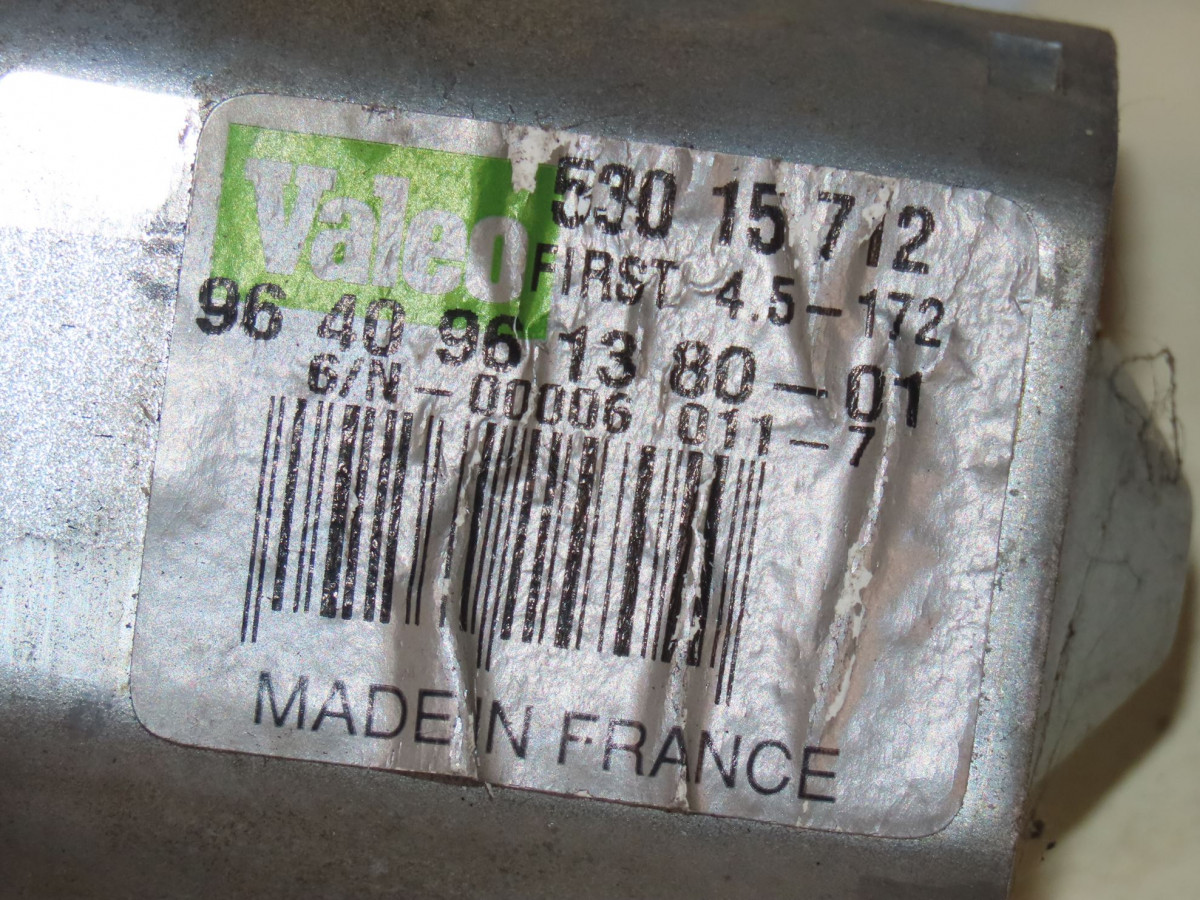 Valeo
530 15 712
FIRST 4.5-172
96 40 96 13 80-01
6/N-00006 011-7
MADE IN FRANCE